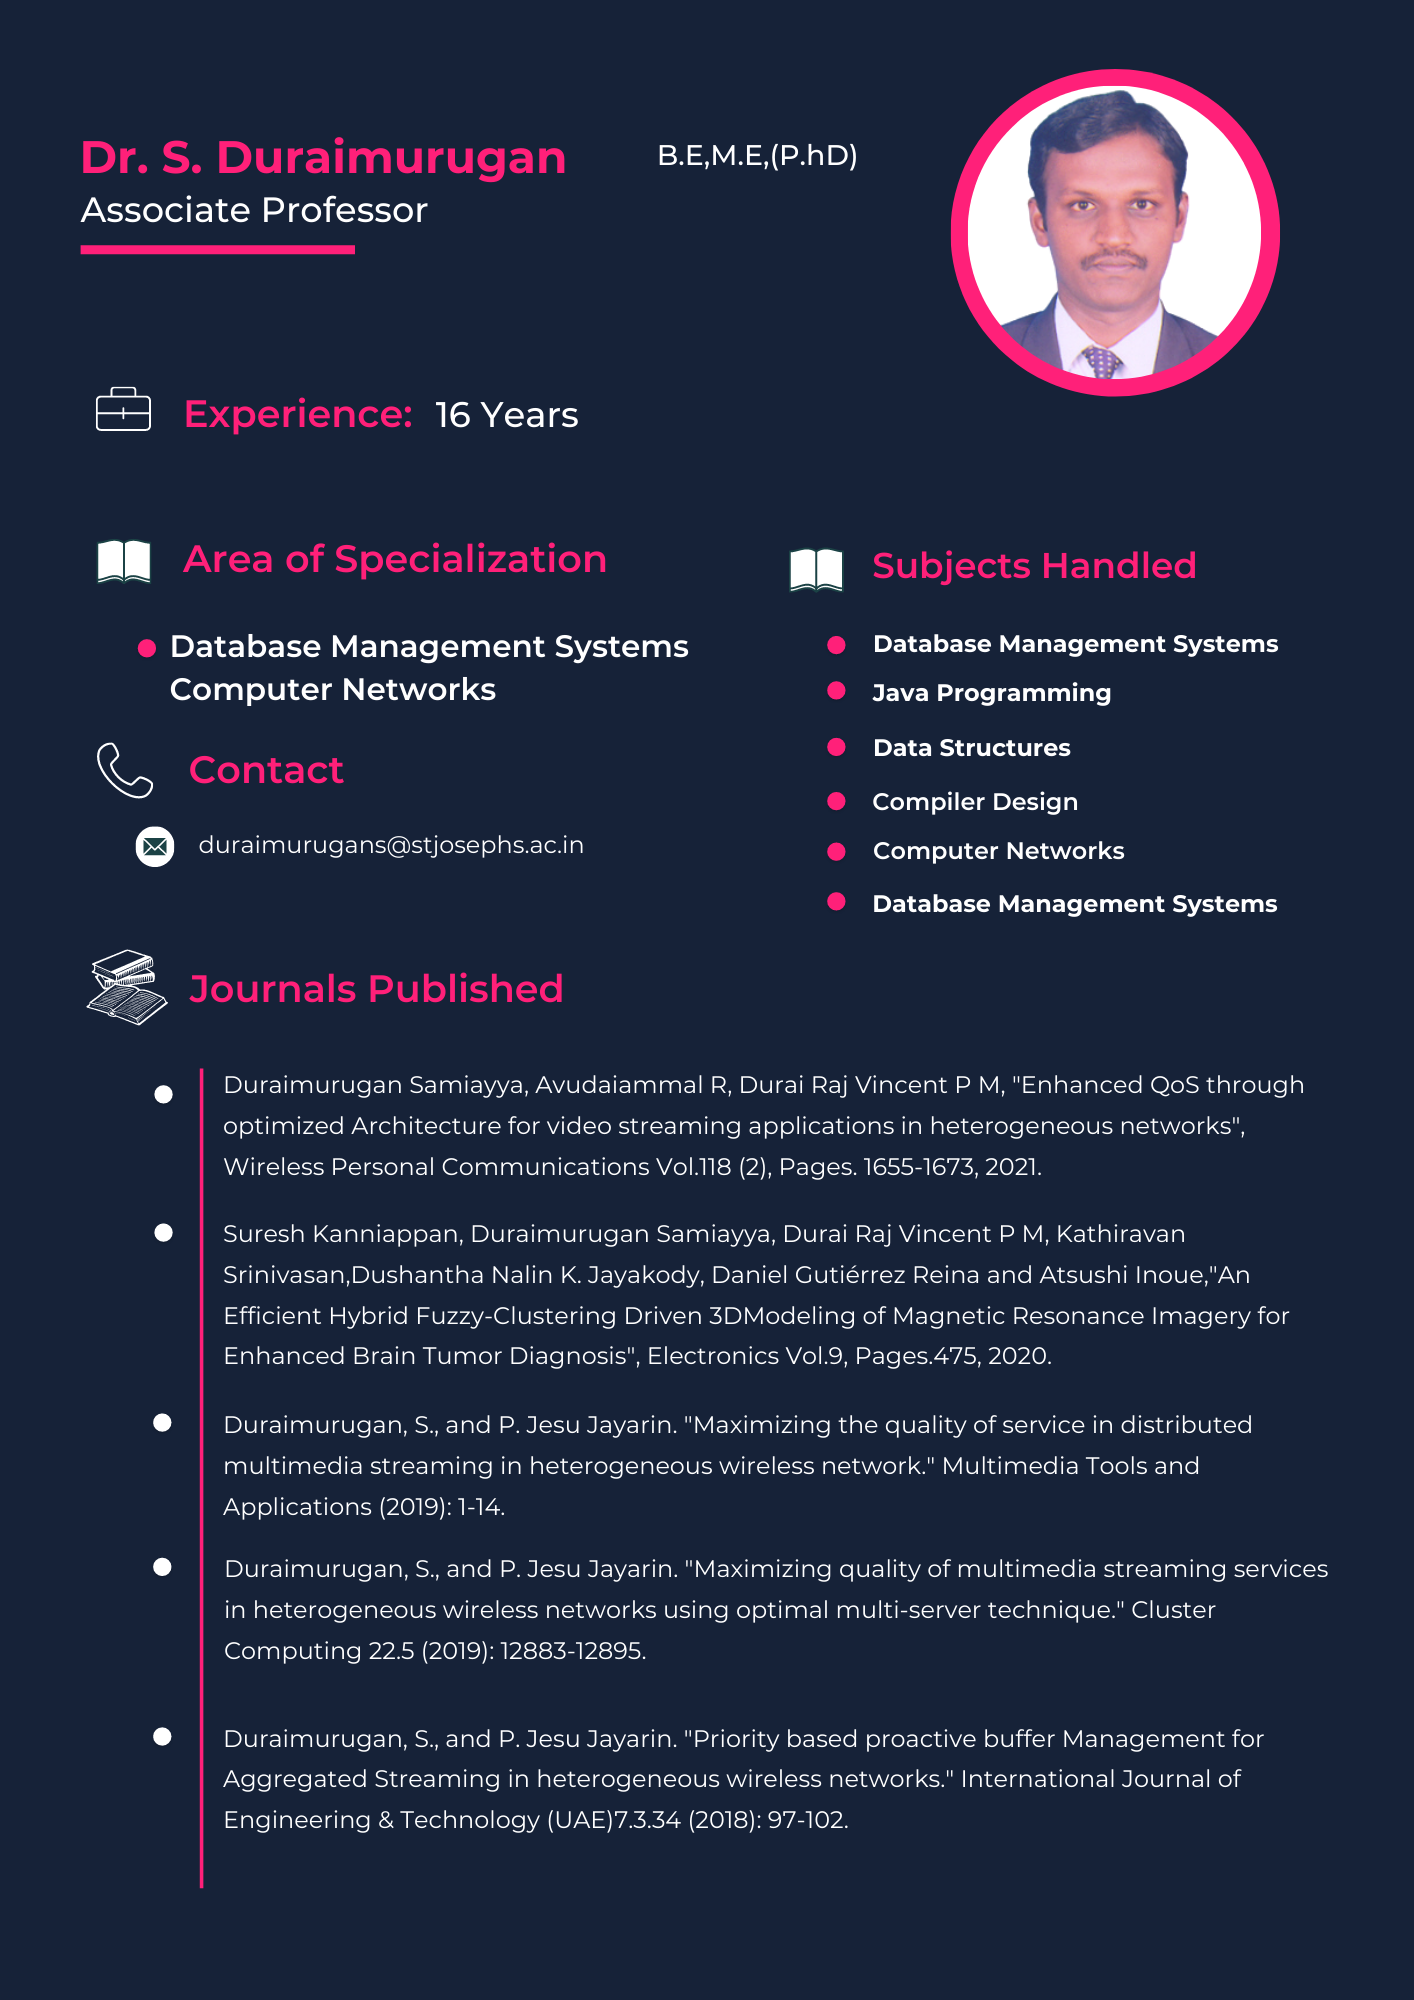 Dr. S. Duraimurugan
B.E,M.E,(P.hD)
Associate Professor
Experience: 16 Years
Area of Specialization
Database Management Systems
Computer Networks
Contact
duraimurugans@stjosephs.ac.in
Subjects Handled
Database Management Systems
Java Programming
Data Structures
Compiler Design
Computer Networks
Database Management Systems
Journals Published
Duraimurugan Samiayya, Avudaiammal R, Durai Raj Vincent P M, "Enhanced QoS through
optimized Architecture for video streaming applications in heterogeneous networks",
Wireless Personal Communications Vol.118 (2), Pages. 1655-1673, 2021.
Suresh Kanniappan, Duraimurugan Samiayya, Durai Raj Vincent P M, Kathiravan
Srinivasan,Dushantha Nalin K. Jayakody, Daniel Gutiérrez Reina and Atsushi Inoue,"An
Efficient Hybrid Fuzzy-Clustering Driven 3DModeling of Magnetic Resonance Imagery for
Enhanced Brain Tumor Diagnosis", Electronics Vol.9, Pages.475, 2020.
Duraimurugan, S., and P. Jesu Jayarin. "Maximizing the quality of service in distributed
multimedia streaming in heterogeneous wireless network." Multimedia Tools and
Applications (2019): 1-14.
Duraimurugan, S., and P. Jesu Jayarin. "Maximizing quality of multimedia streaming services
in heterogeneous wireless networks using optimal multi-server technique." Cluster
Computing 22.5 (2019): 12883-12895.
Duraimurugan, S., and P. Jesu Jayarin. "Priority based proactive buffer Management for
Aggregated Streaming in heterogeneous wireless networks." International Journal of
Engineering & Technology (UAE)7.3.34 (2018): 97-102.